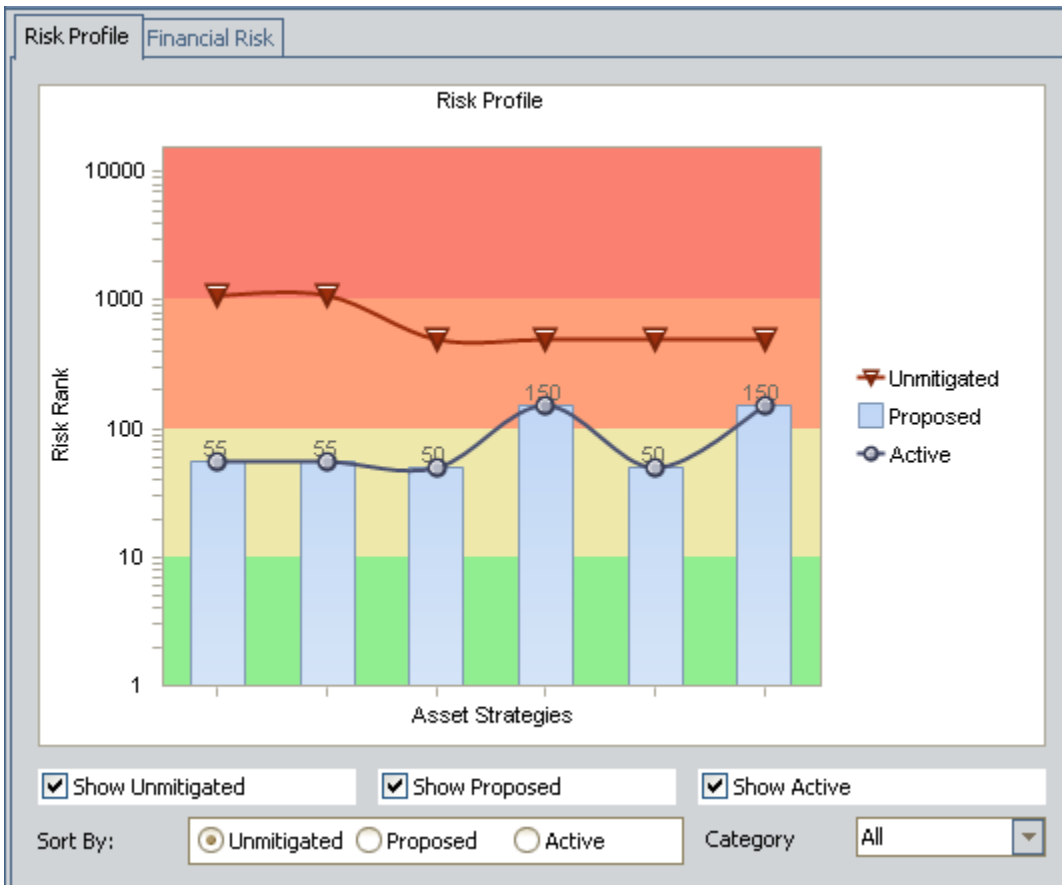 Risk Profile
Financial Risk
Risk Profile
10000
1000
100
10
1
Risk Rank
55
55
50
150
50
150
Asset Strategies
Unmitigated
Proposed
Active
Show Unmitigated
Show Proposed
Show Active
Sort By:
Unmitigated
Proposed
Active
Category
All